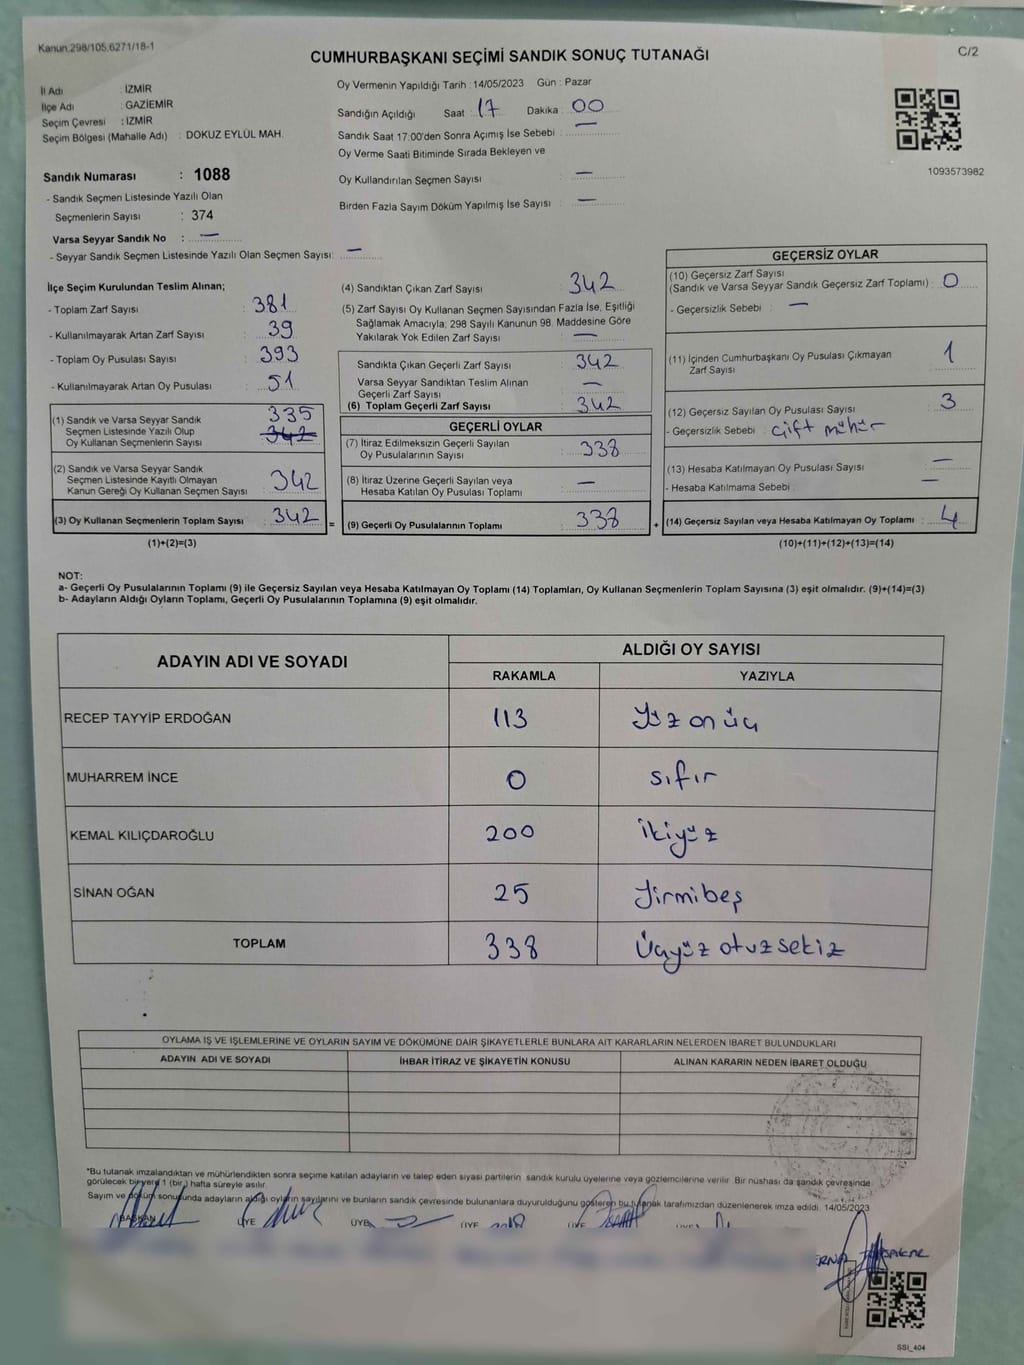 Kanun.298/105.6271/18-1
CUMHURBAŞKANI SEÇİMİ SANDIK SONUÇ TUTANAĞI
C/2
İl Adı : İZMİR
İlçe Adı : GAZİEMİR
Seçim Çevresi : İZMİR
Seçim Bölgesi (Mahalle Adı) : DOKUZ EYLÜL MAH.
Oy Vermenin Yapıldığı Tarih : 14/05/2023 Gün : Pazar
Sandığın Açıldığı Saat : 17 Dakika : 00
Sandık Saat 17:00'den Sonra Açımış İse Sebebi : —
Oy Verme Saati Bitiminde Sırada Bekleyen ve
Oy Kullandırılan Seçmen Sayısı : —
Birden Fazla Sayım Döküm Yapılmış İse Sayısı : —
1093573982
Sandık Numarası : 1088
- Sandık Seçmen Listesinde Yazılı Olan
Seçmenlerin Sayısı : 374
Varsa Seyyar Sandık No : —
- Seyyar Sandık Seçmen Listesinde Yazılı Olan Seçmen Sayısı: —
İlçe Seçim Kurulundan Teslim Alınan;
- Toplam Zarf Sayısı : 381
- Kullanılmayarak Artan Zarf Sayısı : 39
- Toplam Oy Pusulası Sayısı : 393
- Kullanılmayarak Artan Oy Pusulası : 51
(1) Sandık ve Varsa Seyyar Sandık
Seçmen Listesinde Yazılı Olup
Oy Kullanan Seçmenlerin Sayısı : 335 342
(2) Sandık ve Varsa Seyyar Sandık
Seçmen Listesinde Kayıtlı Olmayan
Kanun Gereği Oy Kullanan Seçmen Sayısı : 342
(3) Oy Kullanan Seçmenlerin Toplam Sayısı : 342 =
(1)+(2)=(3)
(4) Sandıktan Çıkan Zarf Sayısı : 342
(5) Zarf Sayısı Oy Kullanan Seçmen Sayısından Fazla İse, Eşitliği
Sağlamak Amacıyla; 298 Sayılı Kanunun 98. Maddesine Göre
Yakılarak Yok Edilen Zarf Sayısı : —
Sandıkta Çıkan Geçerli Zarf Sayısı : 342
Varsa Seyyar Sandıktan Teslim Alınan
Geçerli Zarf Sayısı : —
(6) Toplam Geçerli Zarf Sayısı : 342
GEÇERLİ OYLAR
(7) İtiraz Edilmeksizin Geçerli Sayılan
Oy Pusulalarının Sayısı : 338
(8) İtiraz Üzerine Geçerli Sayılan veya
Hesaba Katılan Oy Pusulası Toplamı : —
(9) Geçerli Oy Pusulalarının Toplamı : 338 +
GEÇERSİZ OYLAR
(10) Geçersiz Zarf Sayısı
(Sandık ve Varsa Seyyar Sandık Geçersiz Zarf Toplamı) : 0
- Geçersizlik Sebebi : —
(11) İçinden Cumhurbaşkanı Oy Pusulası Çıkmayan
Zarf Sayısı : 1
(12) Geçersiz Sayılan Oy Pusulası Sayısı : 3
- Geçersizlik Sebebi : Çift mühür
(13) Hesaba Katılmayan Oy Pusulası Sayısı : —
- Hesaba Katılmama Sebebi : —
(14) Geçersiz Sayılan veya Hesaba Katılmayan Oy Toplamı : 4
(10)+(11)+(12)+(13)=(14)
NOT:
a- Geçerli Oy Pusulalarının Toplamı (9) ile Geçersiz Sayılan veya Hesaba Katılmayan Oy Toplamı (14) Toplamları, Oy Kullanan Seçmenlerin Toplam Sayısına (3) eşit olmalıdır. (9)+(14)=(3)
b- Adayların Aldığı Oyların Toplamı, Geçerli Oy Pusulalarının Toplamına (9) eşit olmalıdır.
ADAYIN ADI VE SOYADI
ALDIĞI OY SAYISI
RAKAMLA YAZIYLA
RECEP TAYYİP ERDOĞAN 113 Yüz onüç
MUHARREM İNCE 0 sıfır
KEMAL KILIÇDAROĞLU 200 ikiyüz
SİNAN OĞAN 25 Yirmibeş
TOPLAM 338 Üçyüz otuzsekiz
OYLAMA İŞ VE İŞLEMLERİNE VE OYLARIN SAYIM VE DÖKÜMÜNE DAİR ŞİKAYETLERLE BUNLARA AİT KARARLARIN NELERDEN İBARET BULUNDUKLARI
ADAYIN ADI VE SOYADI İHBAR İTİRAZ VE ŞİKAYETİN KONUSU ALINAN KARARIN NEDEN İBARET OLDUĞU
*Bu tutanak imzalandıktan ve mühürlendikten sonra seçime katılan adayların ve talep eden siyasi partilerin sandık kurulu üyelerine veya gözlemcilerine verilir. Bir nüshası da sandık çevresinde
görülecek bir yere 1 (bir) hafta süreyle asılır.
Sayım ve döküm sonusunda adayların aldığı oyların sayılarını ve bunların sandık çevresinde bulunanlara duyurulduğunu gösteren bu tutanak tarafımızdan düzenlenerek imza edildi. 14/05/2023
BAŞKAN ÜYE ÜYE ÜYE ÜYE ÜYE
SSI_404